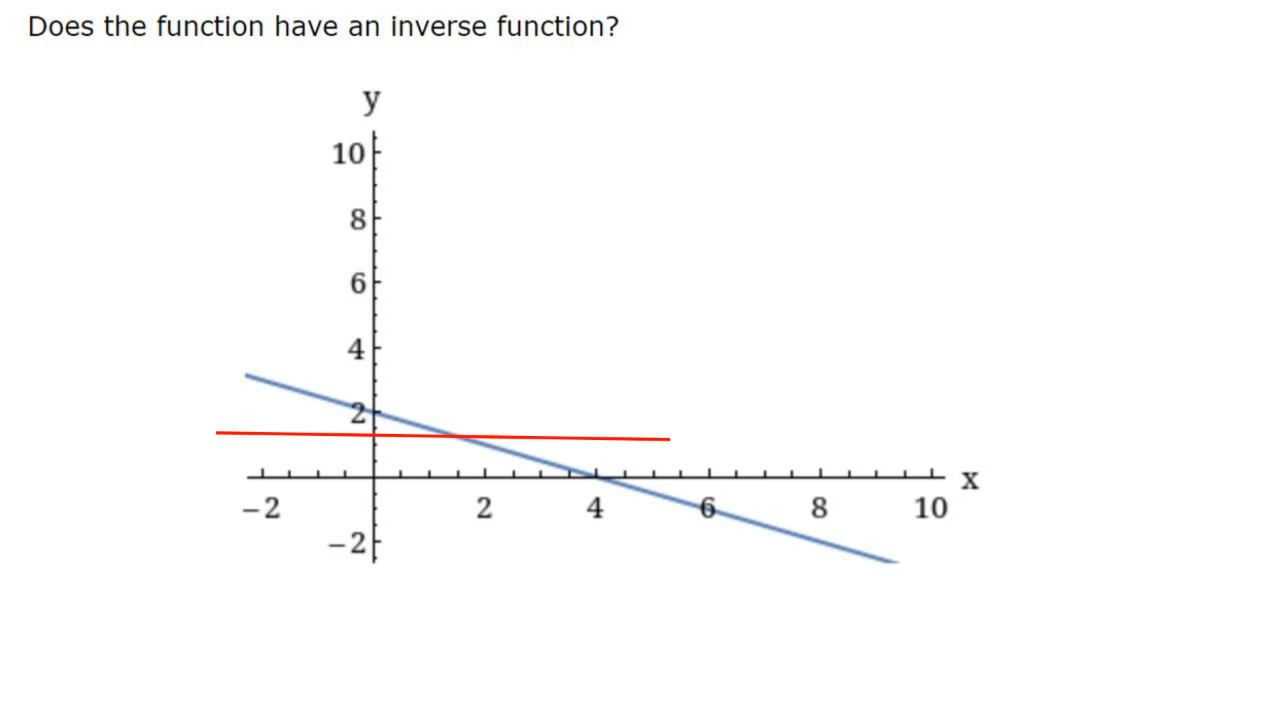 Does the function have an inverse function?
y
10
8
6
4
2
x
−2 2 4 6 8 10
−2